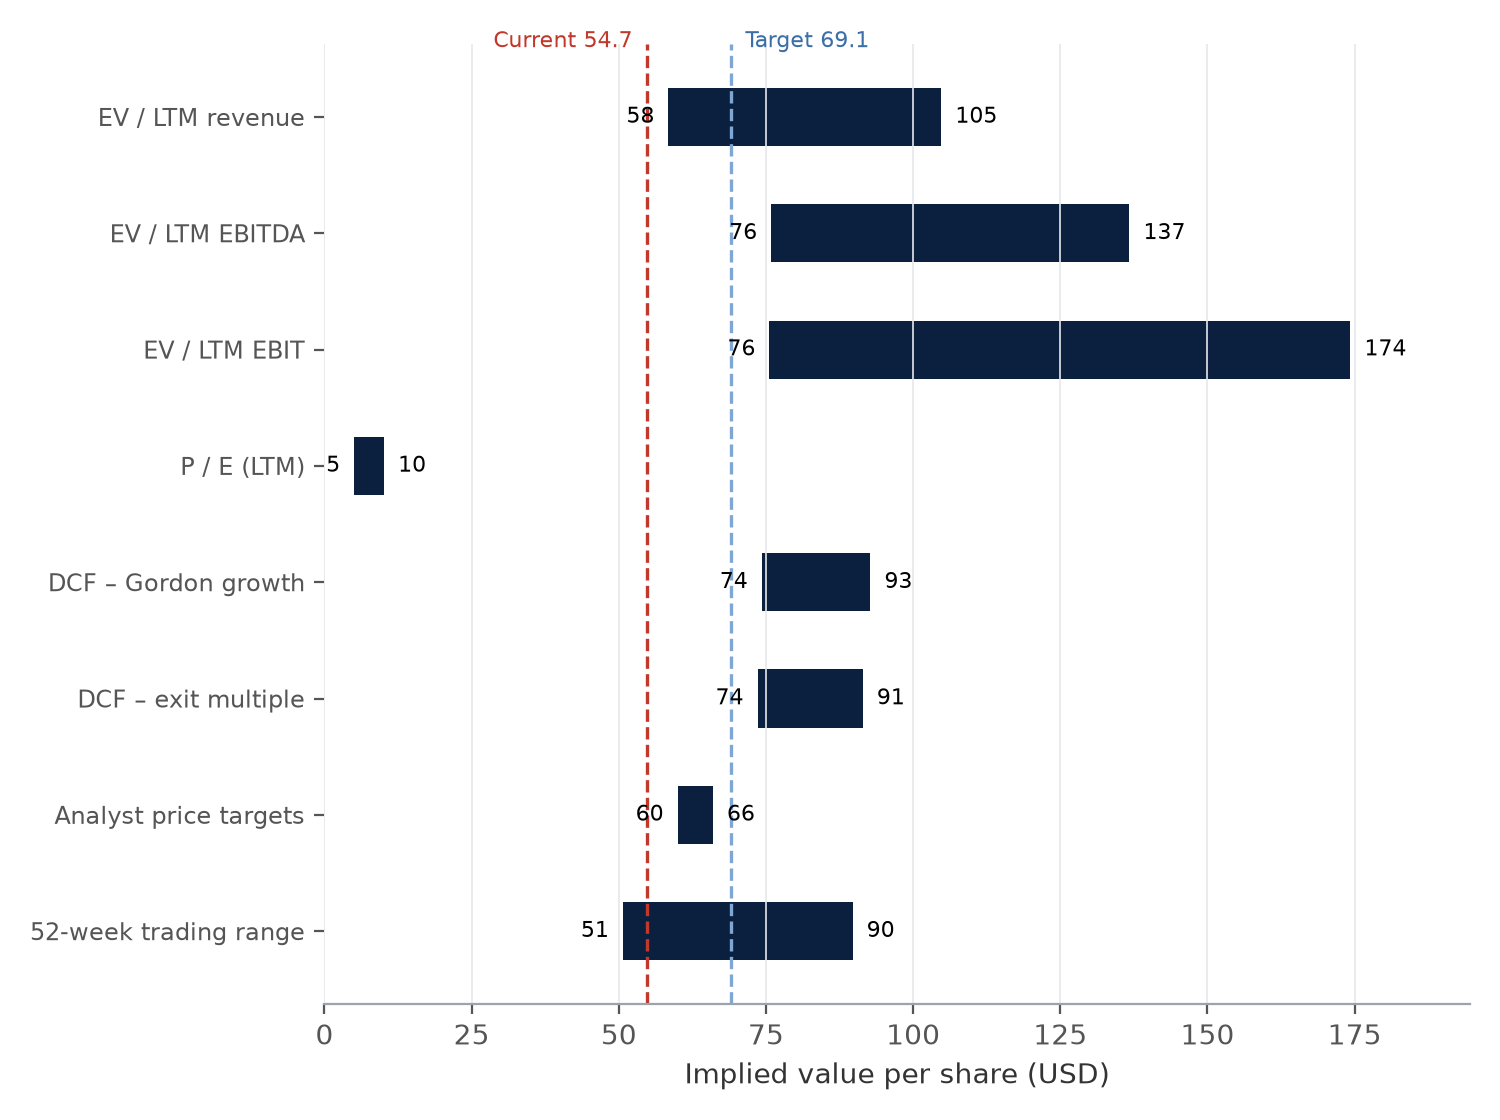 Current 54.7 Target 69.1
EV / LTM revenue 58 105
EV / LTM EBITDA 76 137
EV / LTM EBIT 76 174
P / E (LTM) 5 10
DCF – Gordon growth 74 93
DCF – exit multiple 74 91
Analyst price targets 60 66
52-week trading range 51 90
0 25 50 75 100 125 150 175
Implied value per share (USD)